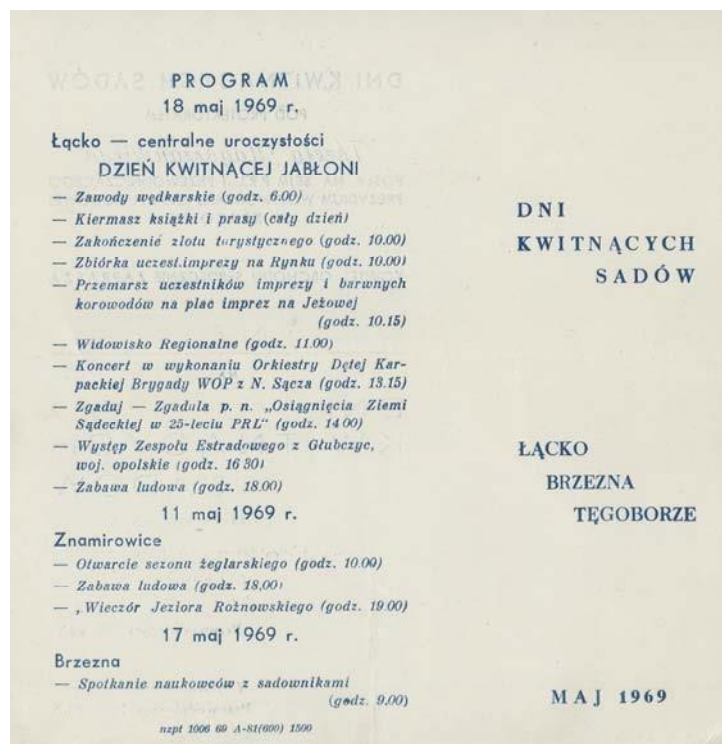 PROGRAM
18 maj 1969 r.
Łącko — centralne uroczystości
DZIEŃ KWITNĄCEJ JABŁONI
— Zawody wędkarskie (godz. 6.00)
— Kiermasz książki i prasy (cały dzień)
— Zakończenie zlotu turystycznego (godz. 10.00)
— Zbiórka uczest.imprezy na Rynku (godz. 10.00)
— Przemarsz uczestników imprezy i barwnych
korowodów na plac imprez na Jeżowej
(godz. 10.15)
— Widowisko Regionalne (godz. 11.00)
— Koncert w wykonaniu Orkiestry Dętej Kar-
packiej Brygady WOP z N. Sącza (godz. 13.15)
— Zgaduj — Zgadula p. n. „Osiągnięcia Ziemi
Sądeckiej w 25-leciu PRL" (godz. 14 00)
— Występ Zespołu Estradowego z Głubczyc,
woj. opolskie (godz. 16 30)
— Zabawa ludowa (godz. 18.00)
11 maj 1969 r.
Znamirowice
— Otwarcie sezonu żeglarskiego (godz. 10.00)
— Zabawa ludowa (godz. 18.00)
— „Wieczór Jeziora Rożnowskiego (godz. 19.00)
17 maj 1969 r.
Brzezna
— Spotkanie naukowców z sadownikami
(godz. 9.00)
nzpt 1006 69 A-81(600) 1500
DNI
KWITNĄCYCH
SADÓW
ŁĄCKO
BRZEZNA
TĘGOBORZE
MAJ 1969